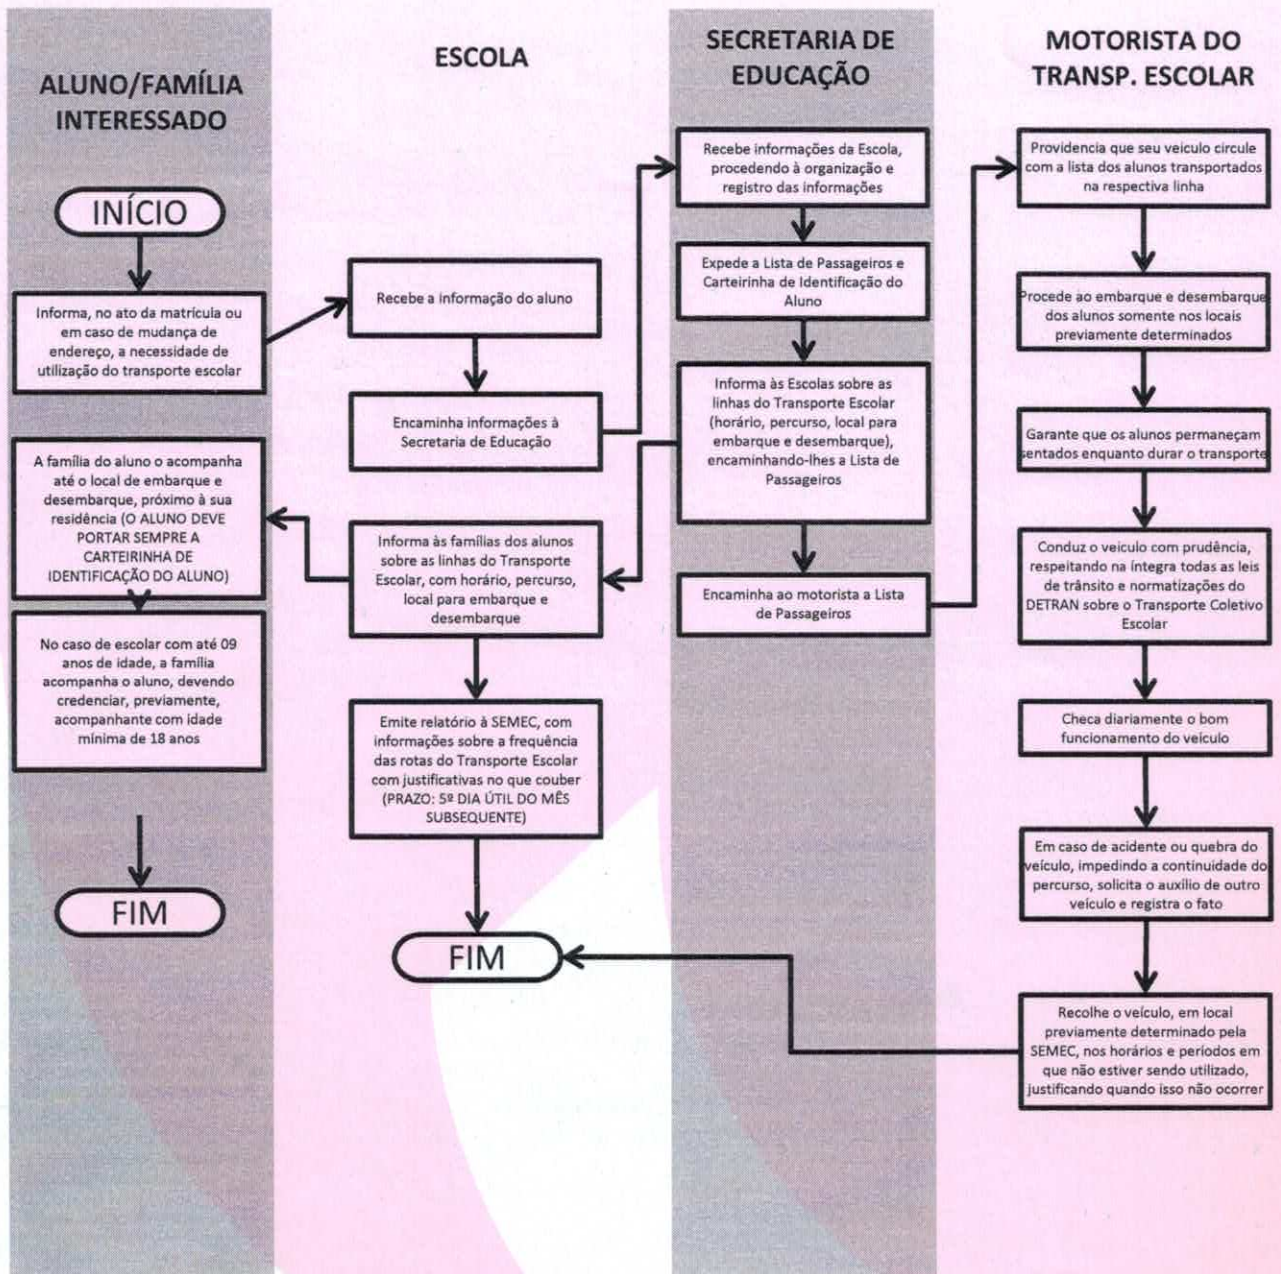 ALUNO/FAMÍLIA
INTERESSADO
INÍCIO
Informa, no ato da matrícula ou
em caso de mudança de
endereço, a necessidade de
utilização do transporte escolar
A família do aluno o acompanha
até o local de embarque e
desembarque, próximo à sua
residência (O ALUNO DEVE
PORTAR SEMPRE A
CARTEIRINHA DE
IDENTIFICAÇÃO DO ALUNO)
No caso de escolar com até 09
anos de idade, a família
acompanha o aluno, devendo
credenciar, previamente,
acompanhante com idade
mínima de 18 anos
FIM
ESCOLA
Recebe a informação do aluno
Encaminha informações à
Secretaria de Educação
Informa às famílias dos alunos
sobre as linhas do Transporte
Escolar, com horário, percurso,
local para embarque e
desembarque
Emite relatório à SEMEC, com
informações sobre a frequência
das rotas do Transporte Escolar
com justificativas no que couber
(PRAZO: 5º DIA ÚTIL DO MÊS
SUBSEQUENTE)
FIM
SECRETARIA DE
EDUCAÇÃO
Recebe informações da Escola,
procedendo à organização e
registro das informações
Expede a Lista de Passageiros e
Carteirinha de Identificação do
Aluno
Informa às Escolas sobre as
linhas do Transporte Escolar
(horário, percurso, local para
embarque e desembarque),
encaminhando-lhes a Lista de
Passageiros
Encaminha ao motorista a Lista
de Passageiros
MOTORISTA DO
TRANSP. ESCOLAR
Providencia que seu veiculo circule
com a lista dos alunos transportados
na respectiva linha
Procede ao embarque e desembarque
dos alunos somente nos locais
previamente determinados
Garante que os alunos permaneçam
sentados enquanto durar o transporte
Conduz o veiculo com prudência,
respeitando na íntegra todas as leis
de trânsito e normatizações do
DETRAN sobre o Transporte Coletivo
Escolar
Checa diariamente o bom
funcionamento do veículo
Em caso de acidente ou quebra do
veículo, impedindo a continuidade do
percurso, solicita o auxílio de outro
veículo e registra o fato
Recolhe o veículo, em local
previamente determinado pela
SEMEC, nos horários e períodos em
que não estiver sendo utilizado,
justificando quando isso não ocorrer